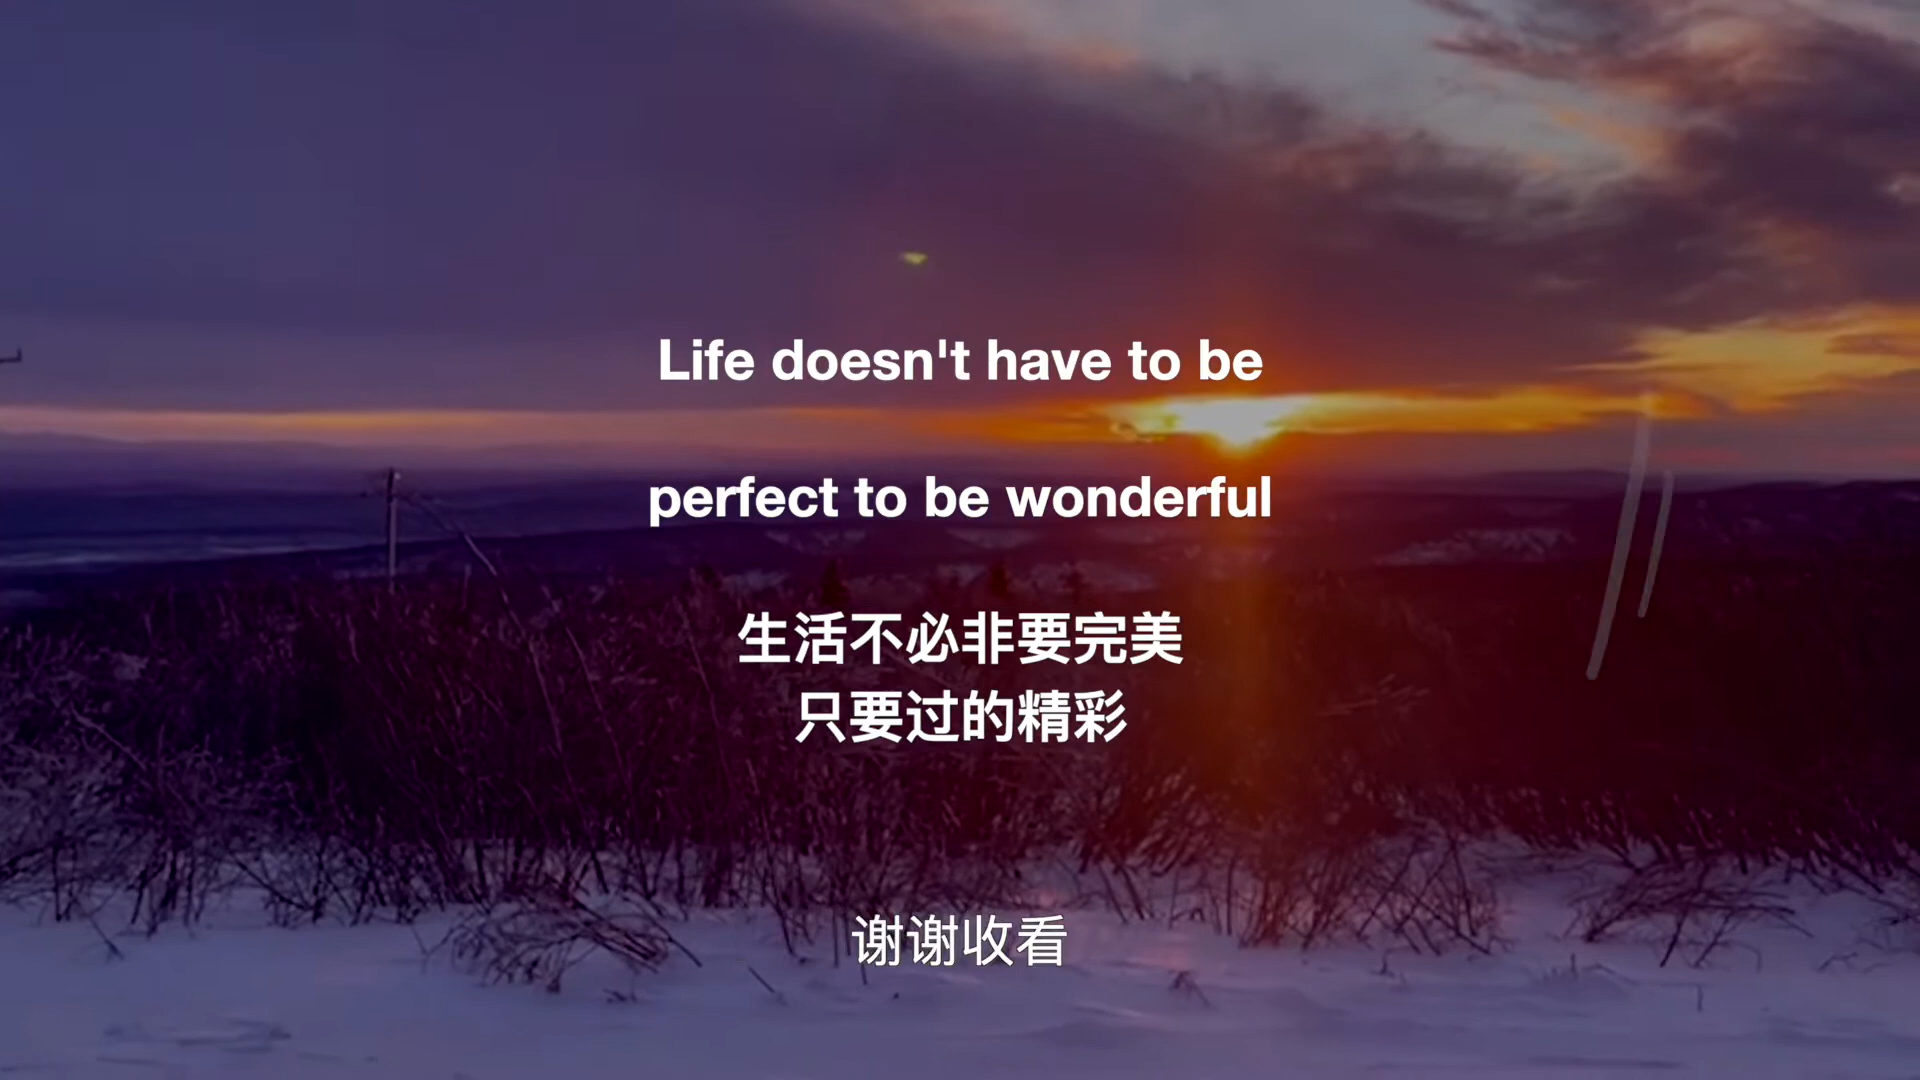 Life doesn't have to be
perfect to be wonderful
生活不必非要完美
只要过的精彩
谢谢收看